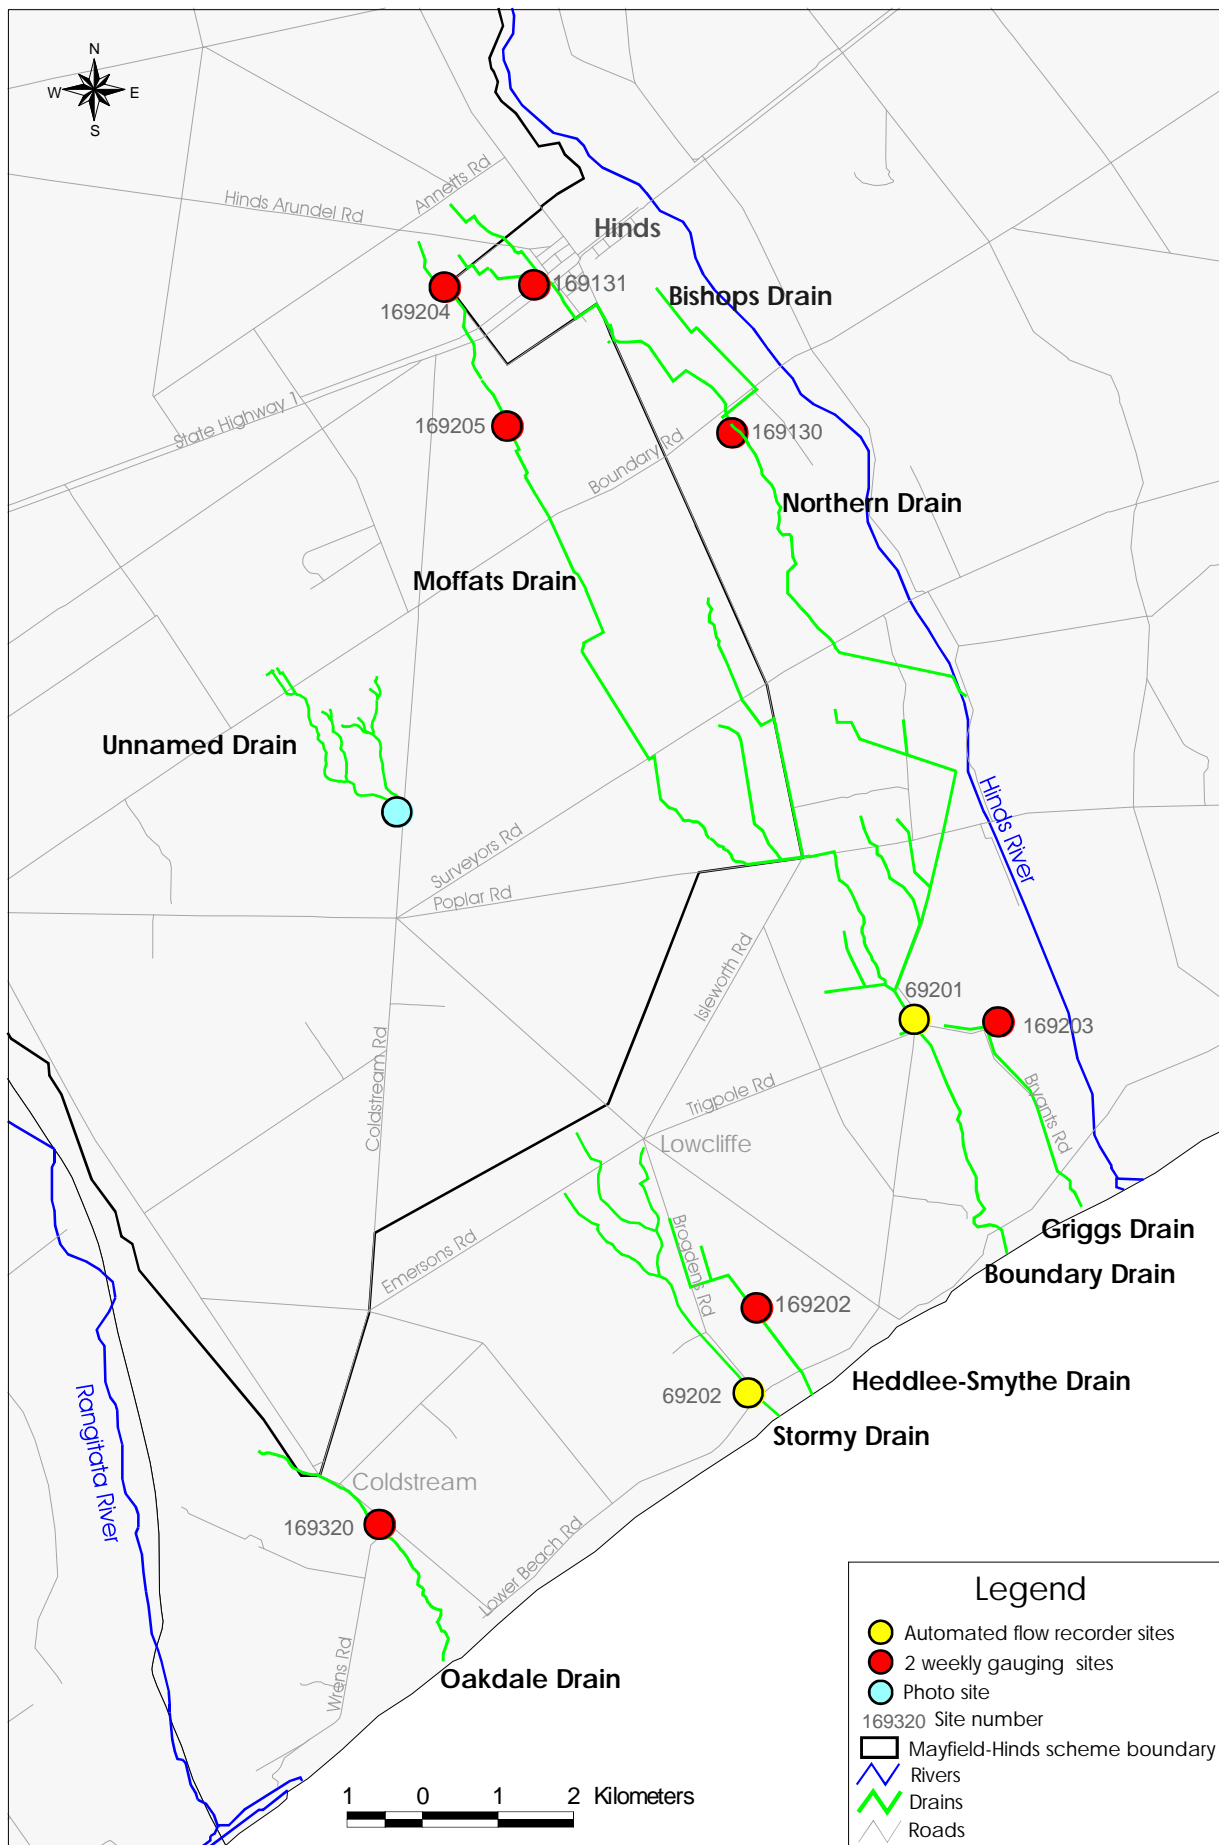 N
W E
S
Annetts Rd
Hinds Arundel Rd
Hinds
169131
Bishops Drain
169204
State Highway 1
169205
Boundary Rd
169130
Northern Drain
Moffats Drain
Unnamed Drain
Hinds River
Surveyors Rd
Poplar Rd
Isleworth Rd
69201
169203
Coldstream Rd
Trigpole Rd
Bryants Rd
Lowcliffe
Brogdens Rd
Griggs Drain
Emersons Rd
Boundary Drain
169202
Heddlee-Smythe Drain
69202
Stormy Drain
Rangitata River
Coldstream
169320
Lower Beach Rd
Wrens Rd
Oakdale Drain
1 0 1 2 Kilometers
Legend
Automated flow recorder sites
2 weekly gauging sites
Photo site
169320 Site number
Mayfield-Hinds scheme boundary
Rivers
Drains
Roads